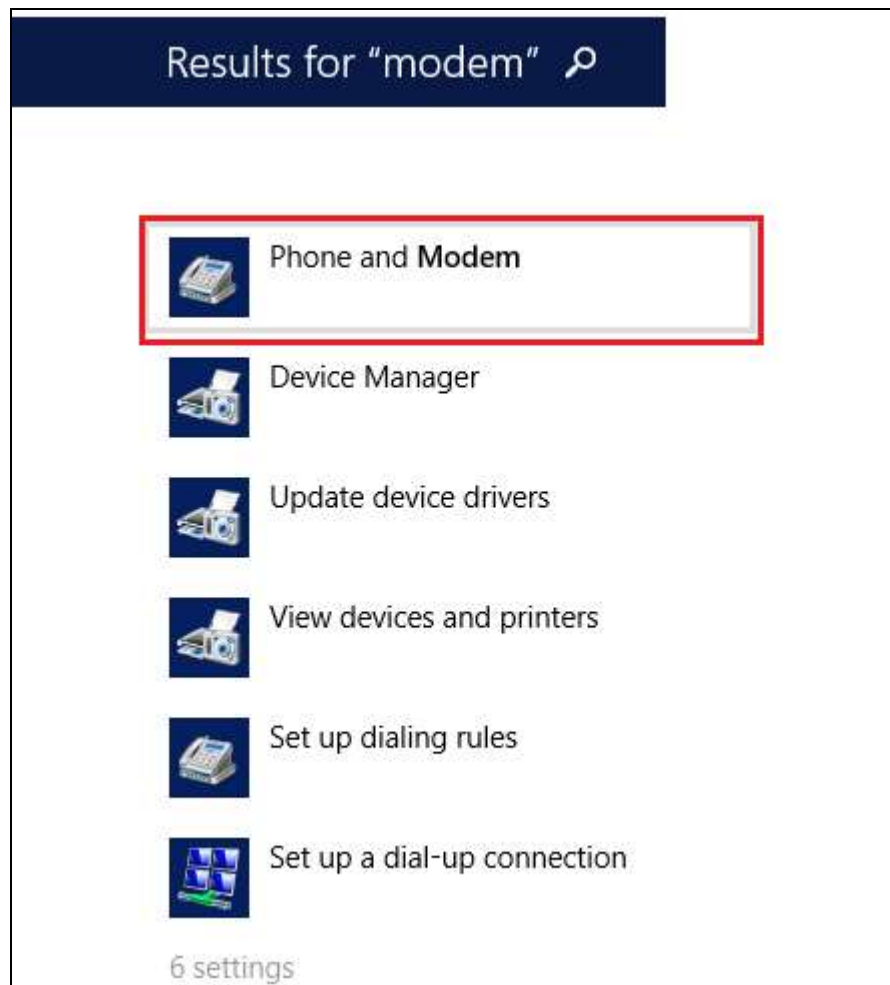 Results for “modem”
Phone and Modem
Device Manager
Update device drivers
View devices and printers
Set up dialing rules
Set up a dial-up connection
6 settings